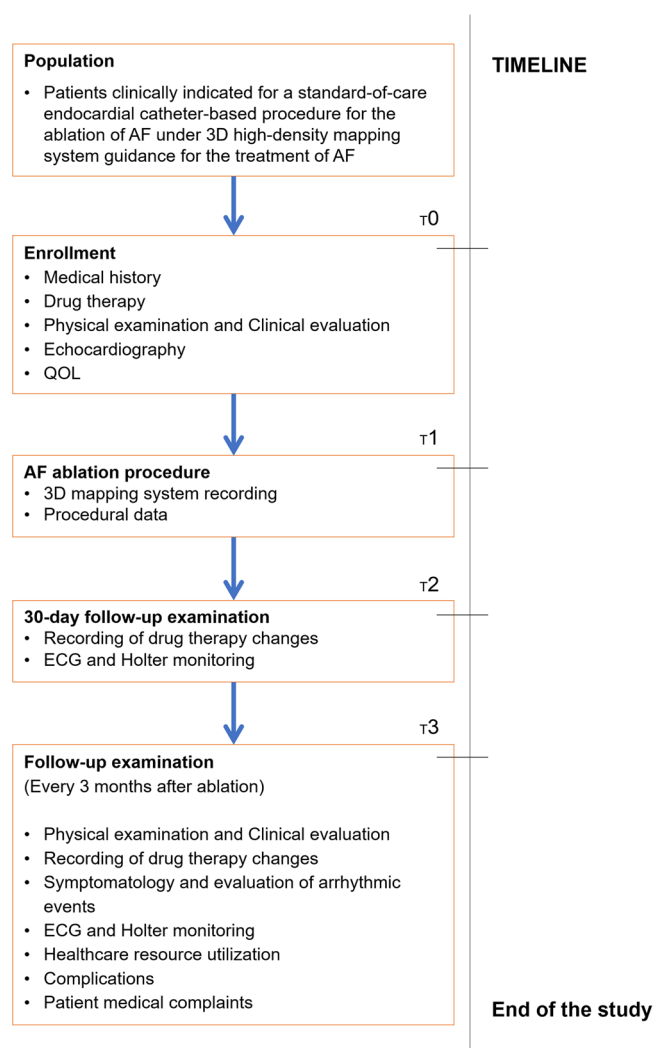 Population
TIMELINE
• Patients clinically indicated for a standard-of-care
endocardial catheter-based procedure for the
ablation of AF under 3D high-density mapping
system guidance for the treatment of AF
T0
Enrollment
• Medical history
• Drug therapy
• Physical examination and Clinical evaluation
• Echocardiography
• QOL
T1
AF ablation procedure
• 3D mapping system recording
• Procedural data
T2
30-day follow-up examination
• Recording of drug therapy changes
• ECG and Holter monitoring
T3
Follow-up examination
(Every 3 months after ablation)
• Physical examination and Clinical evaluation
• Recording of drug therapy changes
• Symptomatology and evaluation of arrhythmic
events
• ECG and Holter monitoring
• Healthcare resource utilization
• Complications
• Patient medical complaints
End of the study